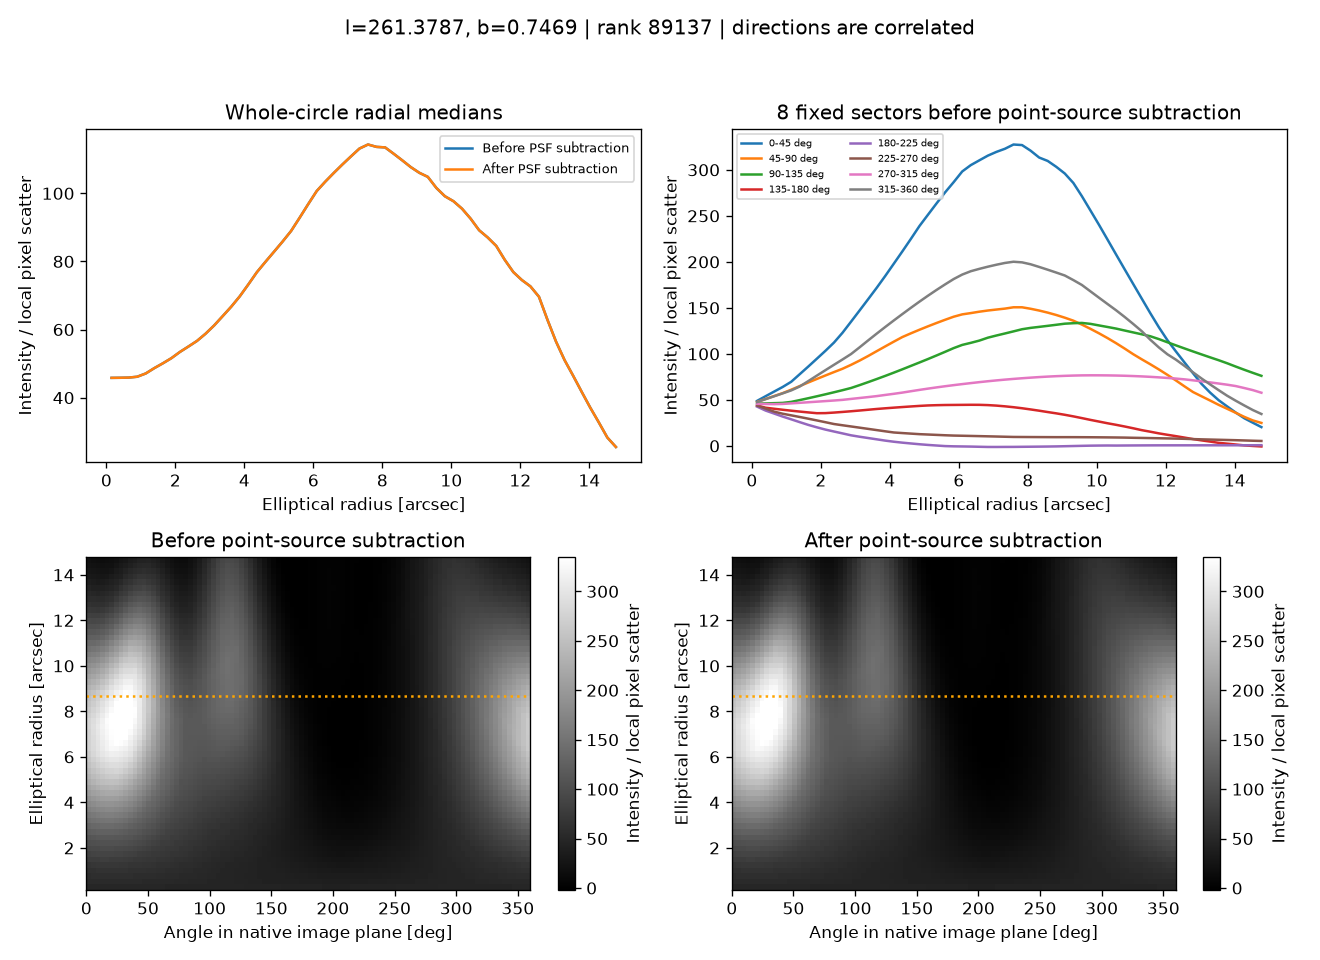 l=261.3787, b=0.7469 | rank 89137 | directions are correlated
Whole-circle radial medians
Before PSF subtraction
After PSF subtraction
Intensity / local pixel scatter
100
80
60
40
0 2 4 6 8 10 12 14
Elliptical radius [arcsec]
8 fixed sectors before point-source subtraction
0-45 deg
45-90 deg
90-135 deg
135-180 deg
180-225 deg
225-270 deg
270-315 deg
315-360 deg
Intensity / local pixel scatter
300
250
200
150
100
50
0
0 2 4 6 8 10 12 14
Elliptical radius [arcsec]
Before point-source subtraction
Elliptical radius [arcsec]
14
12
10
8
6
4
2
0 50 100 150 200 250 300 350
Angle in native image plane [deg]
300
250
200
150
100
50
0
Intensity / local pixel scatter
After point-source subtraction
Elliptical radius [arcsec]
14
12
10
8
6
4
2
0 50 100 150 200 250 300 350
Angle in native image plane [deg]
300
250
200
150
100
50
0
Intensity / local pixel scatter